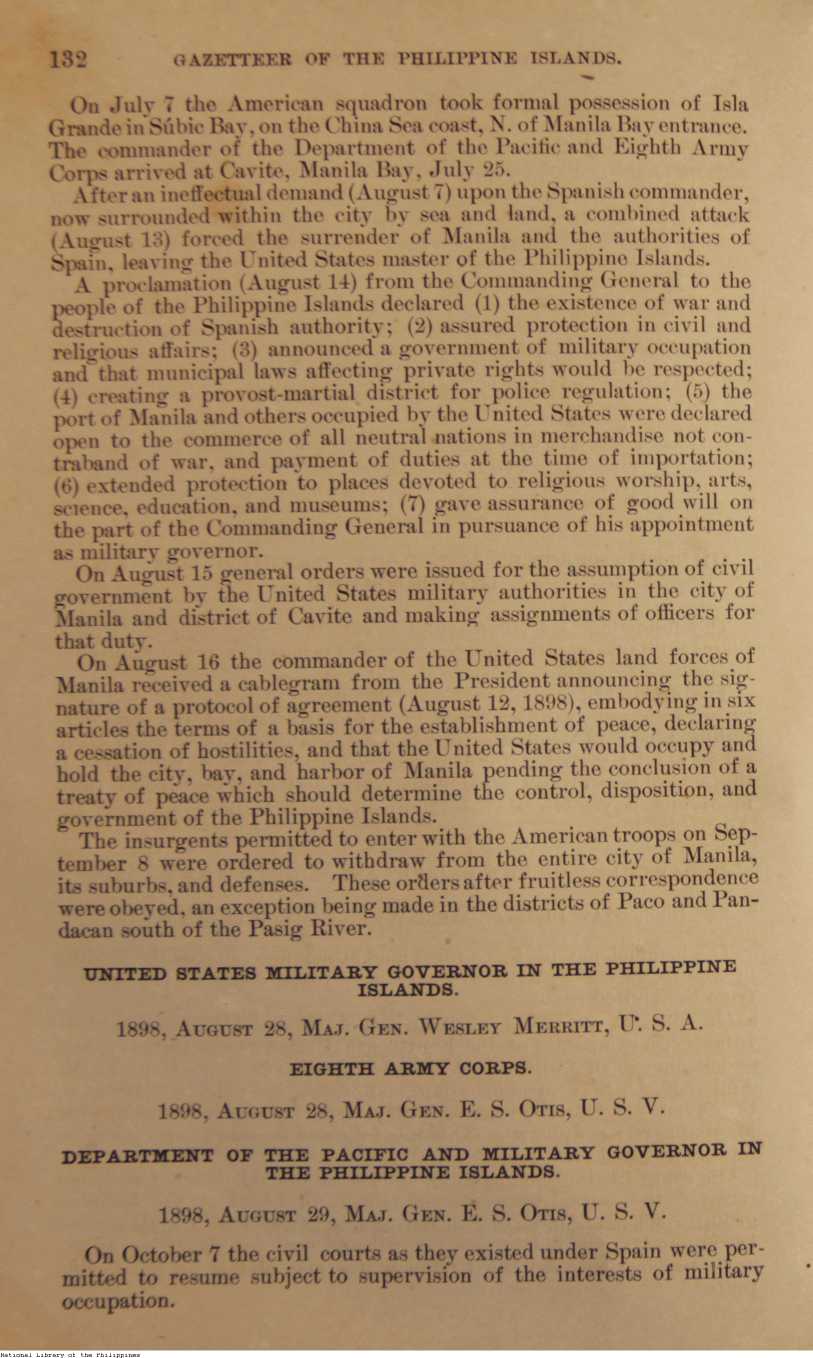 132 GAZETTEER OF THE PHILIPPINE ISLANDS.
On July 7 the American squadron took formal possession of Isla
Grande in Súbic Bay, on the China Sea coast, N. of Manila Bay entrance.
The commander of the Department of the Pacific and Eighth Army
Corps arrived at Cavite, Manila Bay, July 25.
After an ineffectual demand (August 7) upon the Spanish commander,
now surrounded within the city by sea and land, a combined attack
(August 13) forced the surrender of Manila and the authorities of
Spain, leaving the United States master of the Philippine Islands.
A proclamation (August 14) from the Commanding General to the
people of the Philippine Islands declared (1) the existence of war and
destruction of Spanish authority; (2) assured protection in civil and
religious affairs; (3) announced a government of military occupation
and that municipal laws affecting private rights would be respected;
(4) creating a provost-martial district for police regulation; (5) the
port of Manila and others occupied by the United States were declared
open to the commerce of all neutral nations in merchandise not con-
traband of war, and payment of duties at the time of importation;
(6) extended protection to places devoted to religious worship, arts,
science, education, and museums; (7) gave assurance of good will on
the part of the Commanding General in pursuance of his appointment
as military governor.
On August 15 general orders were issued for the assumption of civil
government by the United States military authorities in the city of
Manila and district of Cavite and making assignments of officers for
that duty.
On August 16 the commander of the United States land forces of
Manila received a cablegram from the President announcing the sig-
nature of a protocol of agreement (August 12, 1898), embodying in six
articles the terms of a basis for the establishment of peace, declaring
a cessation of hostilities, and that the United States would occupy and
hold the city, bay, and harbor of Manila pending the conclusion of a
treaty of peace which should determine the control, disposition, and
government of the Philippine Islands.
The insurgents permitted to enter with the American troops on Sep-
tember 8 were ordered to withdraw from the entire city of Manila,
its suburbs, and defenses. These orders after fruitless correspondence
were obeyed, an exception being made in the districts of Paco and Pan-
dacan south of the Pasig River.
UNITED STATES MILITARY GOVERNOR IN THE PHILIPPINE
ISLANDS.
1898, AUGUST 28, MAJ. GEN. WESLEY MERRITT, U. S. A.
EIGHTH ARMY CORPS.
1898, AUGUST 28, MAJ. GEN. E. S. OTIS, U. S. V.
DEPARTMENT OF THE PACIFIC AND MILITARY GOVERNOR IN
THE PHILIPPINE ISLANDS.
1898, AUGUST 29, MAJ. GEN. E. S. OTIS, U. S. V.
On October 7 the civil courts as they existed under Spain were per-
mitted to resume subject to supervision of the interests of military
occupation.
National Library of the Philippines